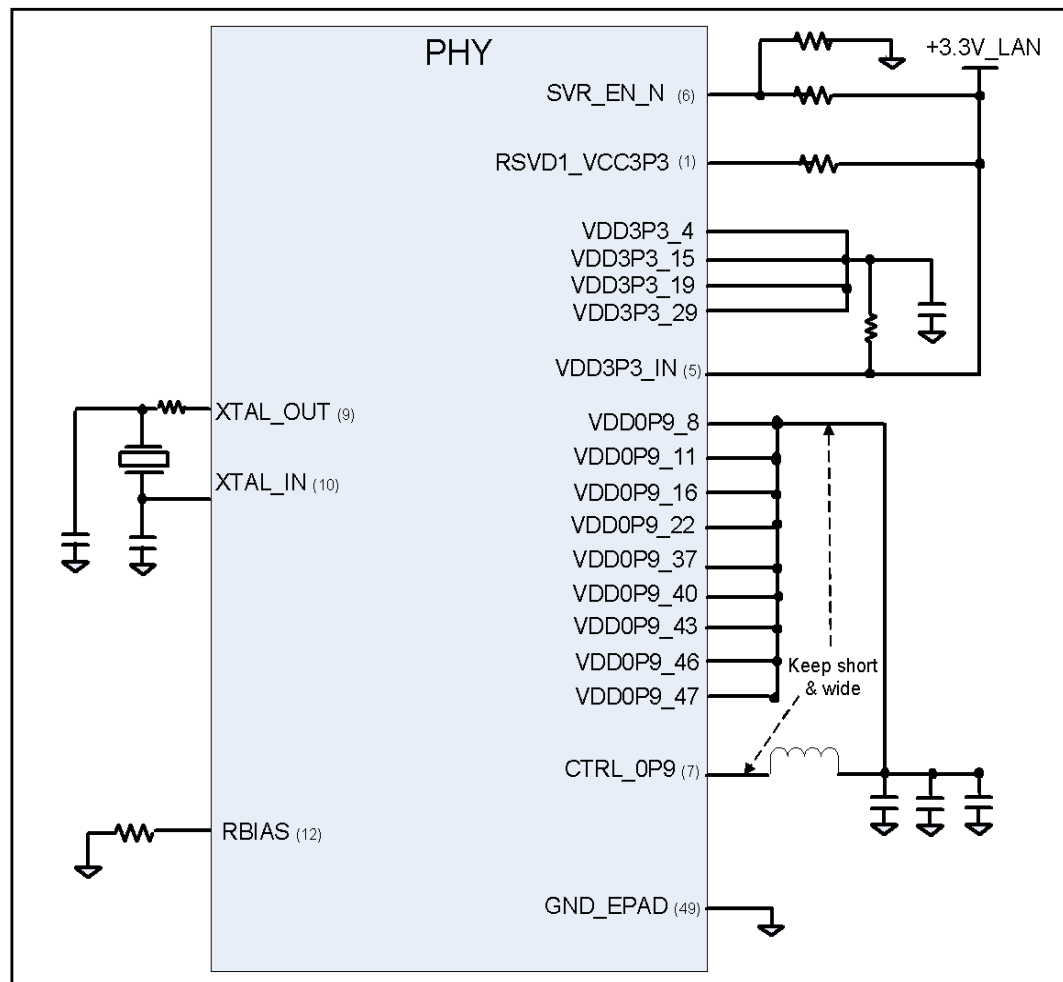 PHY
+3.3V_LAN
SVR_EN_N (6)
RSVD1_VCC3P3 (1)
VDD3P3_4
VDD3P3_15
VDD3P3_19
VDD3P3_29
VDD3P3_IN (5)
XTAL_OUT (9)
VDD0P9_8
VDD0P9_11
XTAL_IN (10)
VDD0P9_16
VDD0P9_22
VDD0P9_37
VDD0P9_40
VDD0P9_43
VDD0P9_46
VDD0P9_47
Keep short
& wide
CTRL_0P9 (7)
RBIAS (12)
GND_EPAD (49)